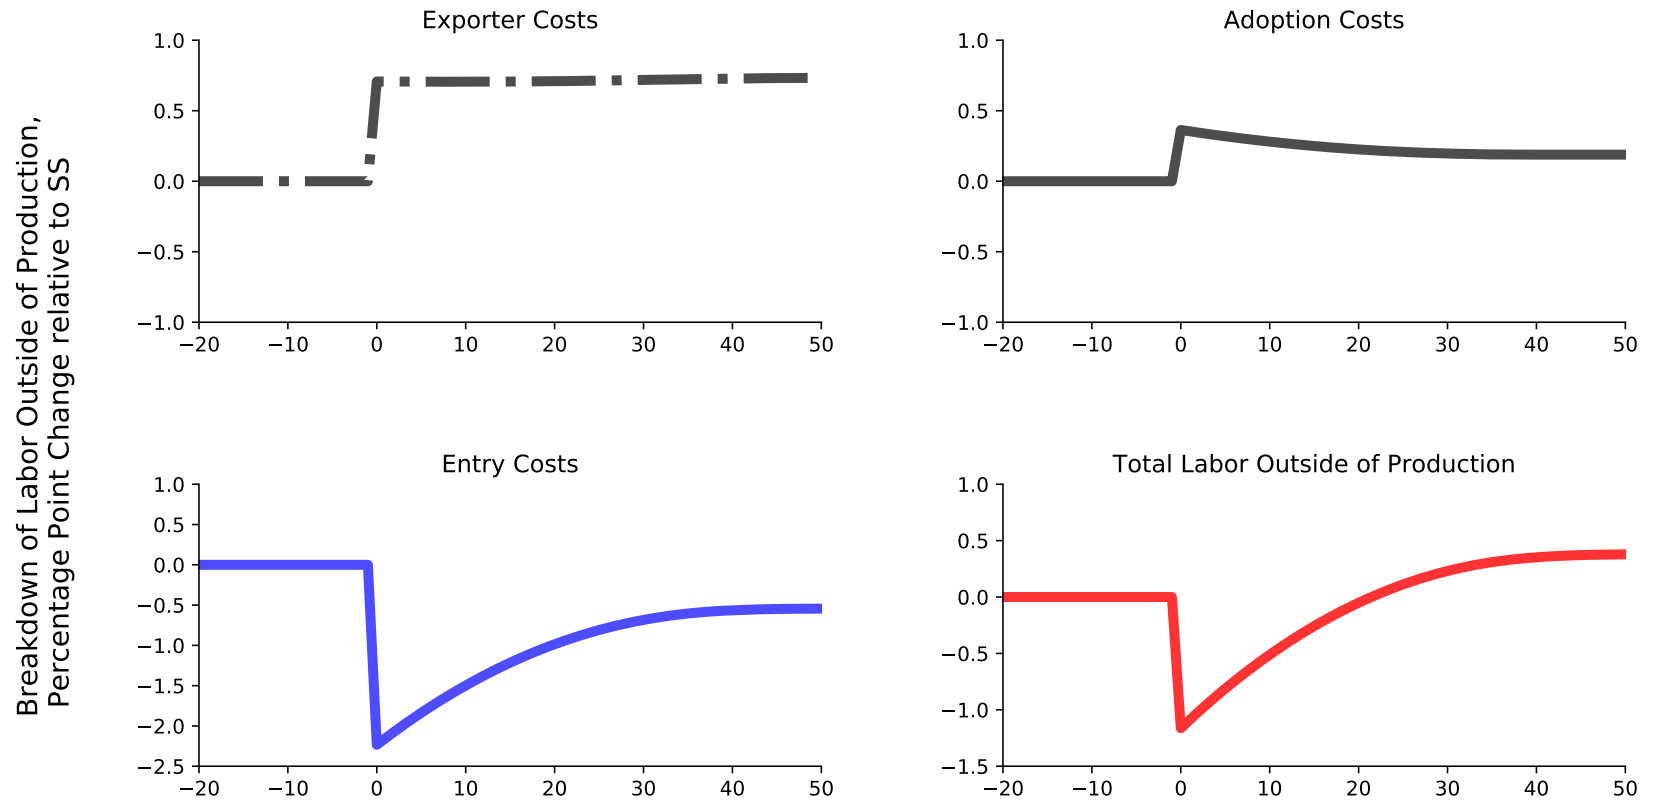 Breakdown of Labor Outside of Production,
Percentage Point Change relative to SS
Exporter Costs
1.0
0.5
0.0
−0.5
−1.0
−20 −10 0 10 20 30 40 50
Adoption Costs
1.0
0.5
0.0
−0.5
−1.0
−20 −10 0 10 20 30 40 50
Entry Costs
1.0
0.5
0.0
−0.5
−1.0
−1.5
−2.0
−2.5
−20 −10 0 10 20 30 40 50
Total Labor Outside of Production
1.0
0.5
0.0
−0.5
−1.0
−1.5
−20 −10 0 10 20 30 40 50